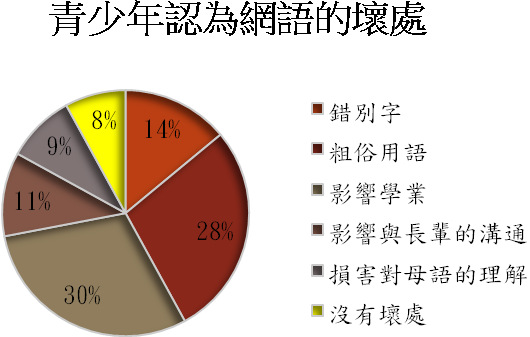 青少年認為網語的壞處
14%
28%
30%
11%
9%
8%
錯別字
粗俗用語
影響學業
影響與長輩的溝通
損害對母語的理解
沒有壞處